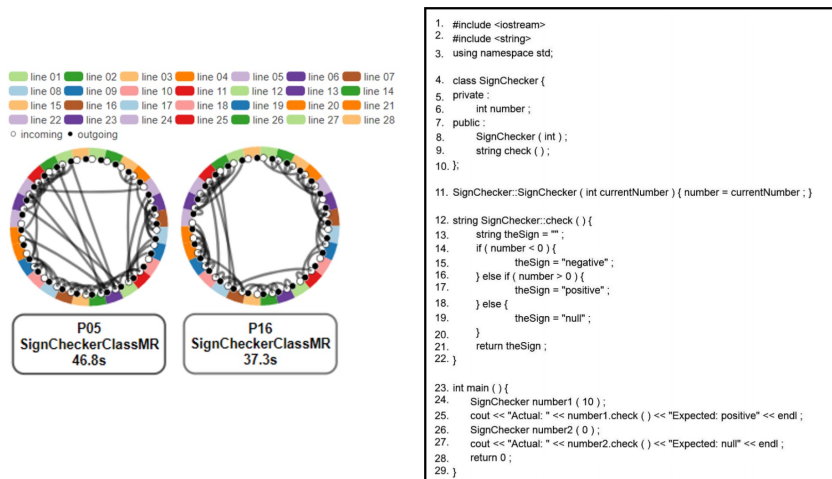 line 01 line 02 line 03 line 04 line 05 line 06 line 07
line 08 line 09 line 10 line 11 line 12 line 13 line 14
line 15 line 16 line 17 line 18 line 19 line 20 line 21
line 22 line 23 line 24 line 25 line 26 line 27 line 28
incoming outgoing
P05
SignCheckerClassMR
46.8s
P16
SignCheckerClassMR
37.3s
1. #include <iostream>
2. #include <string>
3. using namespace std;
4. class SignChecker {
5. private :
6. int number ;
7. public :
8. SignChecker ( int ) ;
9. string check ( ) ;
10. };
11. SignChecker::SignChecker ( int currentNumber ) { number = currentNumber ; }
12. string SignChecker::check ( ) {
13. string theSign = "" ;
14. if ( number < 0 ) {
15. theSign = "negative" ;
16. } else if ( number > 0 ) {
17. theSign = "positive" ;
18. } else {
19. theSign = "null" ;
20. }
21. return theSign ;
22. }
23. int main ( ) {
24. SignChecker number1 ( 10 ) ;
25. cout << "Actual: " << number1.check ( ) << "Expected: positive" << endl ;
26. SignChecker number2 ( 0 ) ;
27. cout << "Actual: " << number2.check ( ) << "Expected: null" << endl ;
28. return 0 ;
29. }